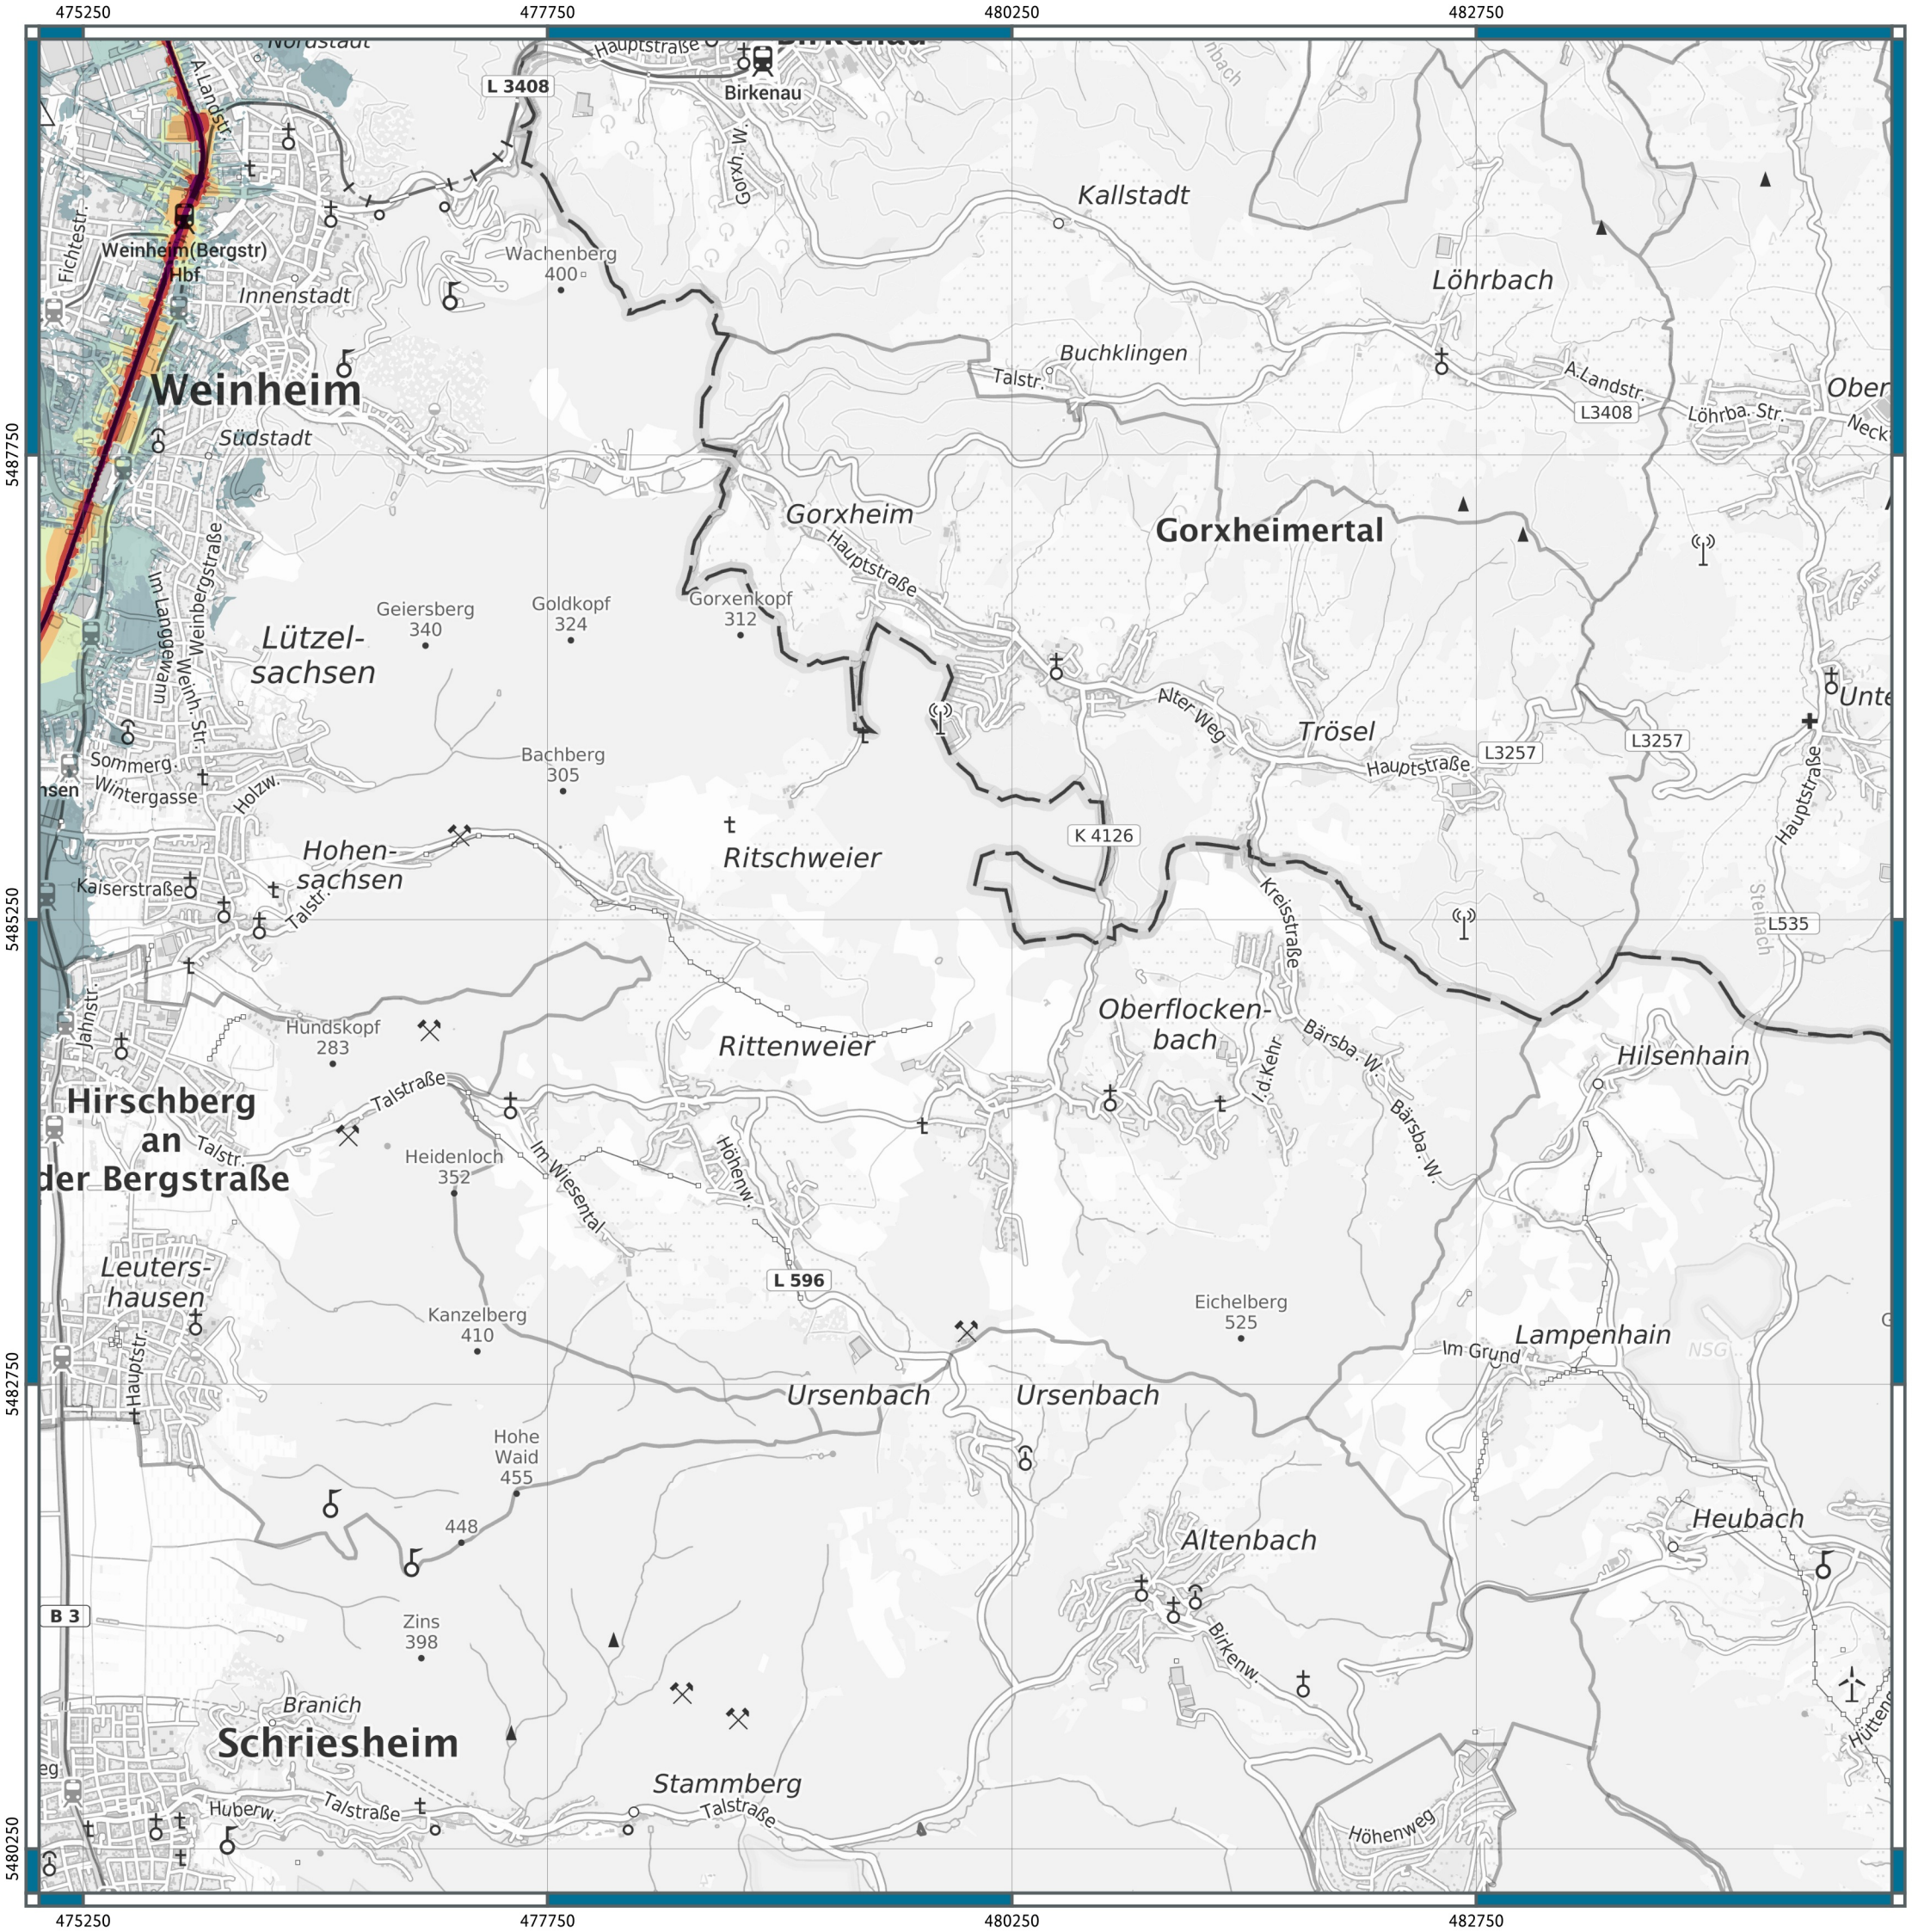 475250 477750 480250 482750
Nordstadt
Hauptstraße
Birkenau
L 3408
Birkenau
A.Landstr.
Gorxh. W.
Kallstadt
Fichtestr.
Weinheim(Bergstr)
Hbf
Wachenberg
400
Innenstadt
Löhrbach
Buchklingen
Talstr.
A.Landstr.
L3408
Löhrba. Str.
Weinheim
Südstadt
5487750
Gorxheim
Hauptstraße
Gorxheimertal
Im Langgewann
Weinbergstraße
Weinh. Str.
Geiersberg
340
Goldkopf
324
Gorxenkopf
312
Lützel-
sachsen
Alter Weg
Trösel
Hauptstraße
L3257
L3257
Hauptstraße
Bachberg
305
Sommerg.
Wintergasse
Holzw.
K 4126
Ritschweier
Hohen-
sachsen
Kaiserstraße
Talstr.
Kreisstraße
Steinach
L535
5485250
Jahnstr.
Oberflocken-
bach
Hundskopf
283
Rittenweier
Bärsba. W.
I.d.Kehr
Hilsenhain
Talstraße
Hirschberg
an
der Bergstraße
Talstr.
Bärsba. W.
Heidenloch
352
Im Wiesental
Höhenw.
Leuters-
hausen
L 596
Hauptstr.
Kanzelberg
410
Eichelberg
525
Lampenhain
Im Grund
NSG
5482750
Ursenbach
Ursenbach
Hohe
Waid
455
448
Heubach
Altenbach
B 3
Zins
398
Birkenw.
Branich
Schriesheim
Stammberg
Talstraße
Huberw.
Talstraße
Höhenweg
5480250
475250 477750 480250 482750